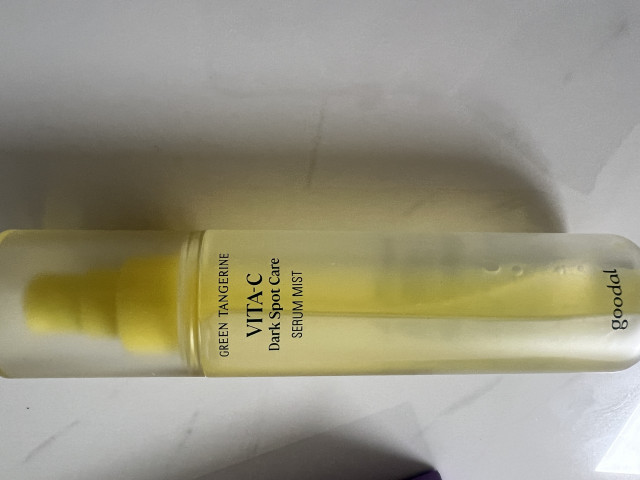 GREEN TANGERINE
VITA-C
Dark Spot Care
SERUM MIST
goodal